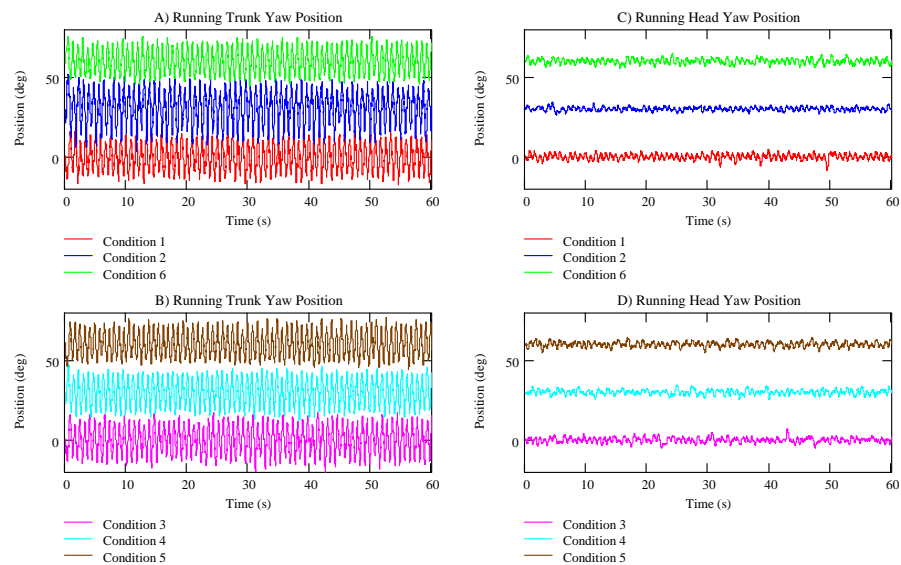 A) Running Trunk Yaw Position
Position (deg)
50
0
0 10 20 30 40 50 60
Time (s)
Condition 1
Condition 2
Condition 6
C) Running Head Yaw Position
Position (deg)
50
0
0 10 20 30 40 50 60
Time (s)
Condition 1
Condition 2
Condition 6
B) Running Trunk Yaw Position
Position (deg)
50
0
0 10 20 30 40 50 60
Time (s)
Condition 3
Condition 4
Condition 5
D) Running Head Yaw Position
Position (deg)
50
0
0 10 20 30 40 50 60
Time (s)
Condition 3
Condition 4
Condition 5